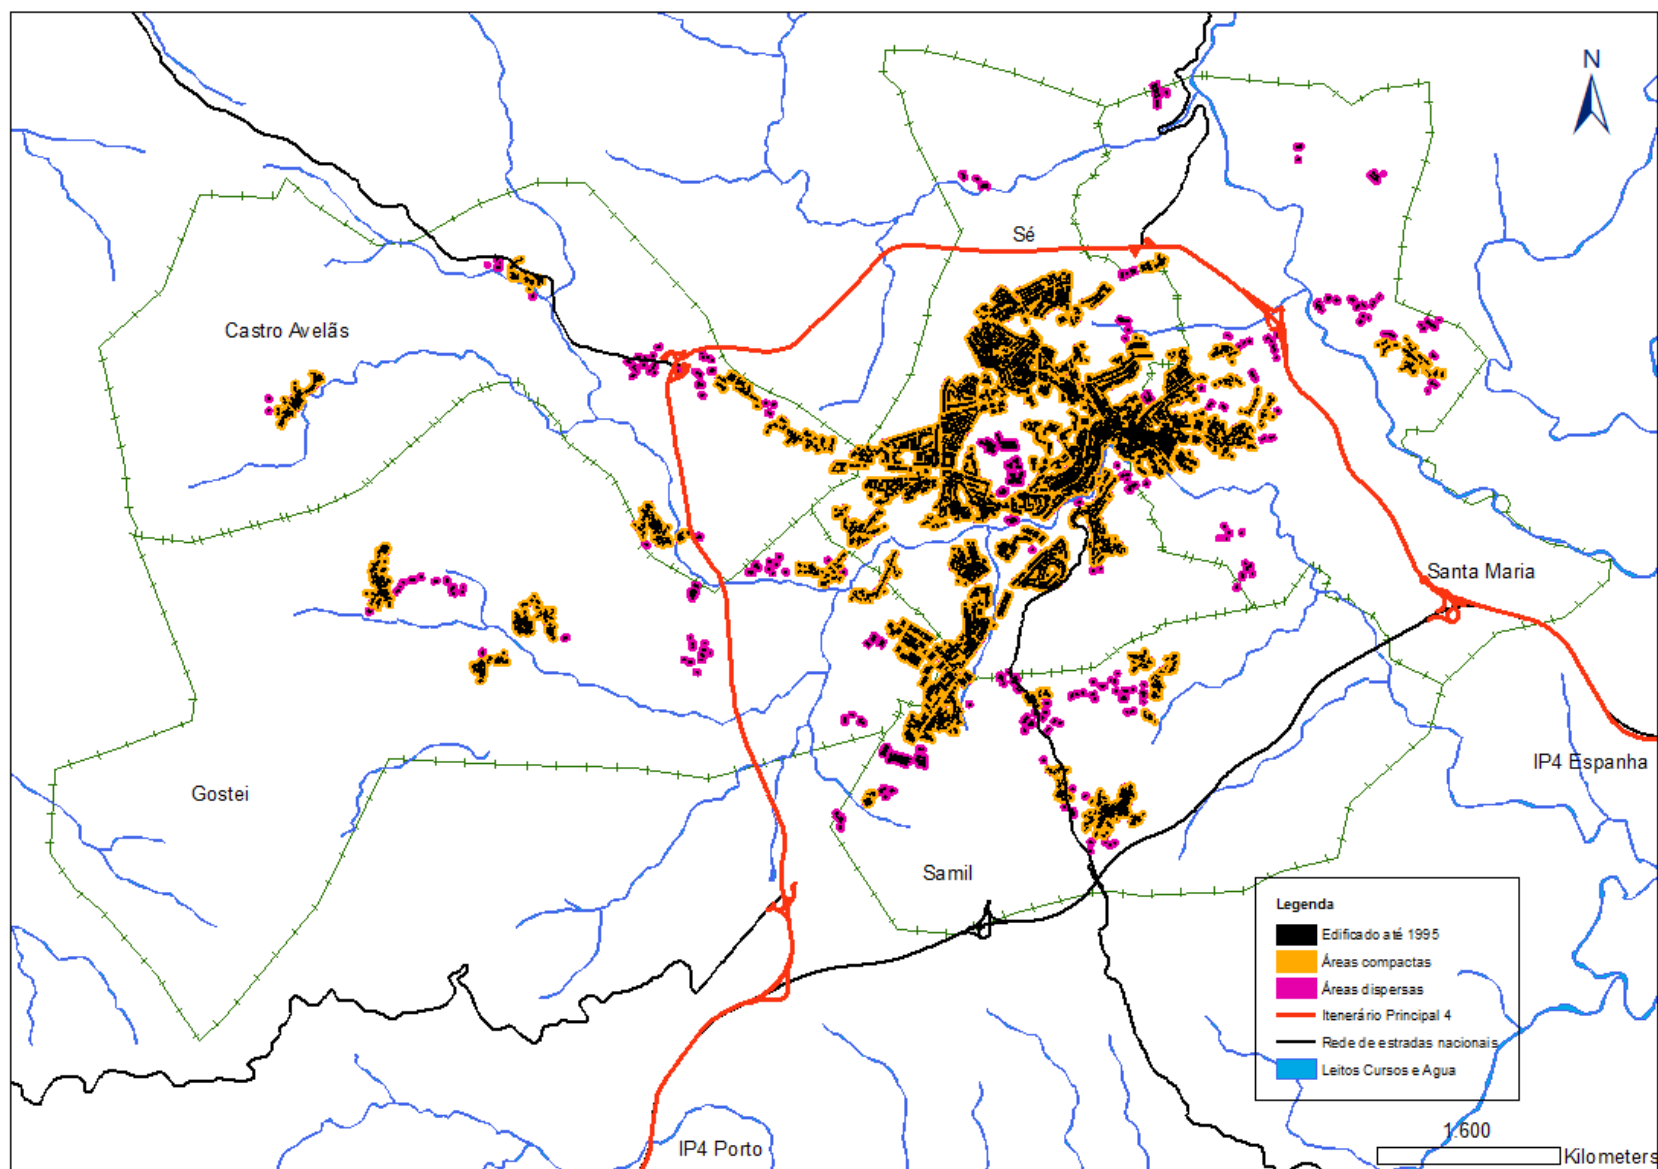 N
Sé
Castro Avelãs
Santa Maria
IP4 Espanha
Gostei
Samil
Legenda
Edificado até 1995
Áreas compactas
Áreas dispersas
Itenerário Principal 4
Rede de estradas nacionais
Leitos Cursos e Agua
1.600
Kilometers
IP4 Porto